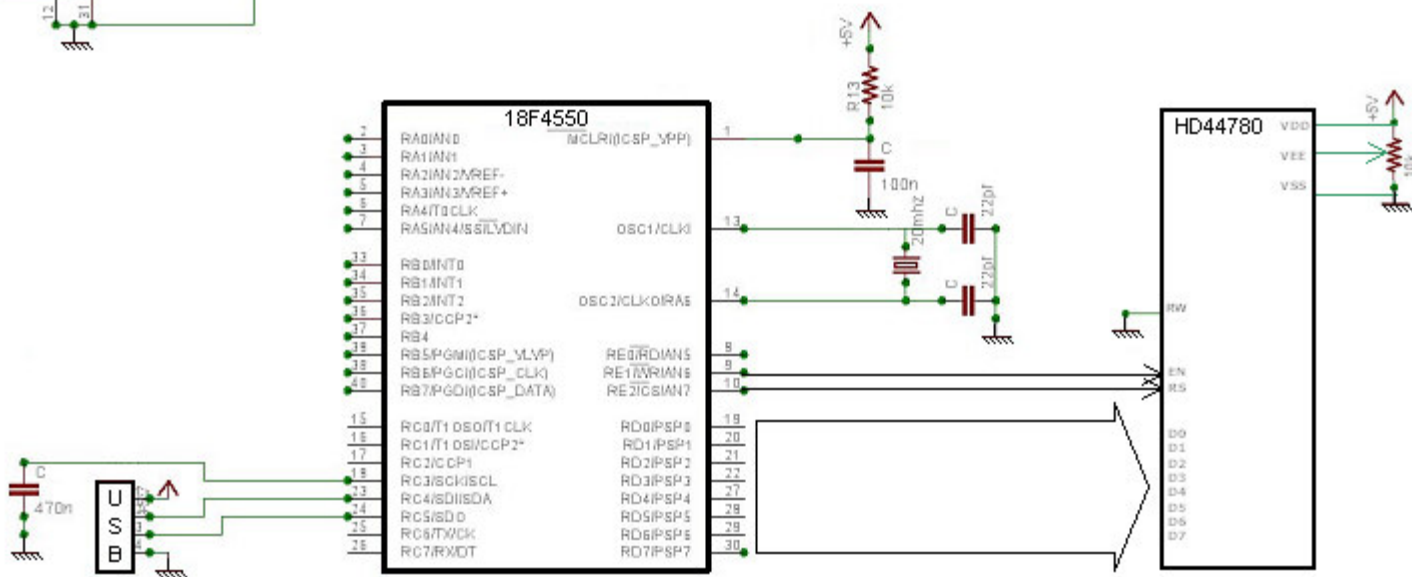 12
31
+5V
R13
10k
C
100n
18F4550
2 RA0/AN0
3 RA1/AN1
4 RA2/AN2/VREF-
5 RA3/AN3/VREF+
6 RA4/T0CLK
7 RA5/AN4/SS/LVDIN
33 RB0/INT0
34 RB1/INT1
35 RB2/INT2
36 RB3/CCP2*
37 RB4
39 RB5/PGM/(ICSP_VLVP)
38 RB6/PGC/(ICSP_CLK)
40 RB7/PGD/(ICSP_DATA)
15 RC0/T1OSO/T1CLK
16 RC1/T1OSI/CCP2*
17 RC2/CCP1
18 RC3/SCK/SCL
23 RC4/SDI/SDA
24 RC5/SDO
25 RC6/TX/CK
26 RC7/RX/DT
MCLR/(ICSP_VPP) 1
OSC1/CLKI 13
OSC2/CLKO/RA6 14
RE0/RD/AN5 8
RE1/WR/AN6 9
RE2/CS/AN7 10
RD0/PSP0 19
RD1/PSP1 20
RD2/PSP2 21
RD3/PSP3 22
RD4/PSP4 27
RD5/PSP5 28
RD6/PSP6 29
RD7/PSP7 30
20mhz
C
22pf
C
22pf
HD44780
VDD
VEE
VSS
+5V
10k
RW
EN
RS
D0
D1
D2
D3
D4
D5
D6
D7
C
470n
USB
3
4